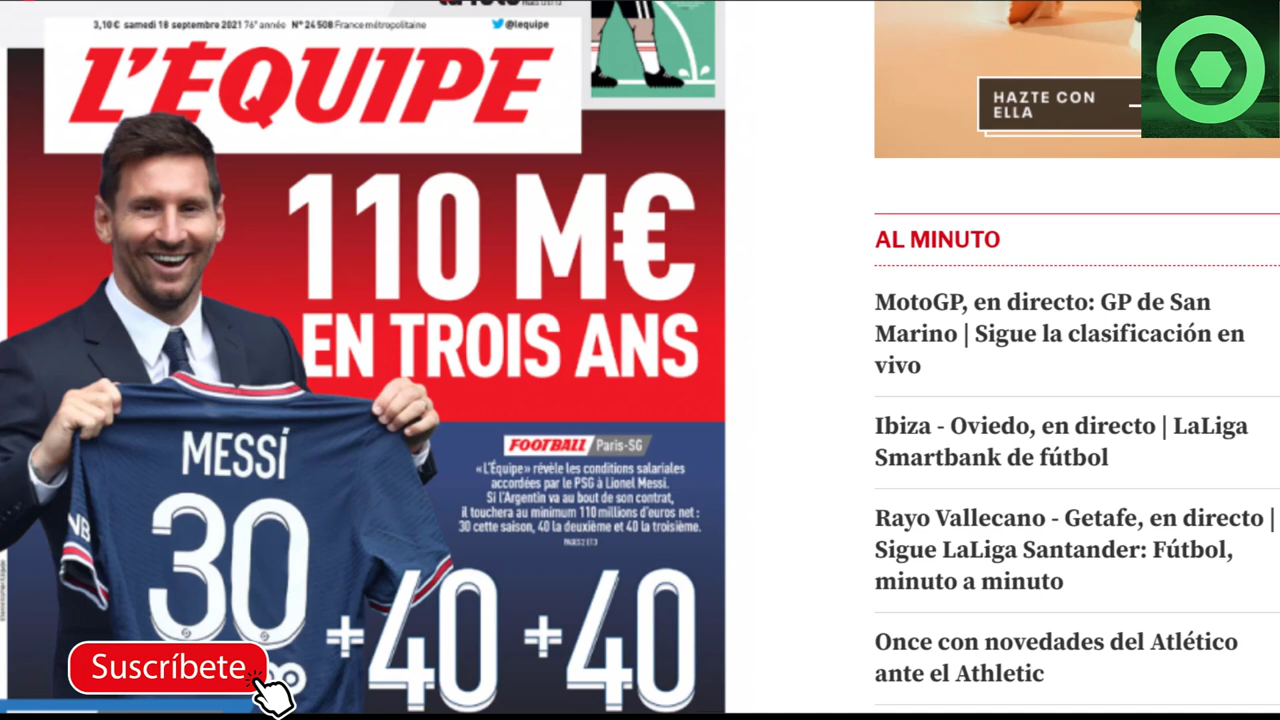 3,10 € samedi 18 septembre 2021 76e année N° 24 508 France métropolitaine
@lequipe
L'ÉQUIPE
110 M€
EN TROIS ANS
FOOTBALL Paris-SG
« L'Équipe » révèle les conditions salariales
accordées par le PSG à Lionel Messi.
Si l'Argentin va au bout de son contrat,
il touchera au minimum 110 millions d'euros net :
30 cette saison, 40 la deuxième et 40 la troisième.
PAGES 2 ET 3
MESSÍ
30
+40 +40
Suscríbete
HAZTE CON
ELLA
AL MINUTO
MotoGP, en directo: GP de San
Marino | Sigue la clasificación en
vivo
Ibiza - Oviedo, en directo | LaLiga
Smartbank de fútbol
Rayo Vallecano - Getafe, en directo |
Sigue LaLiga Santander: Fútbol,
minuto a minuto
Once con novedades del Atlético
ante el Athletic